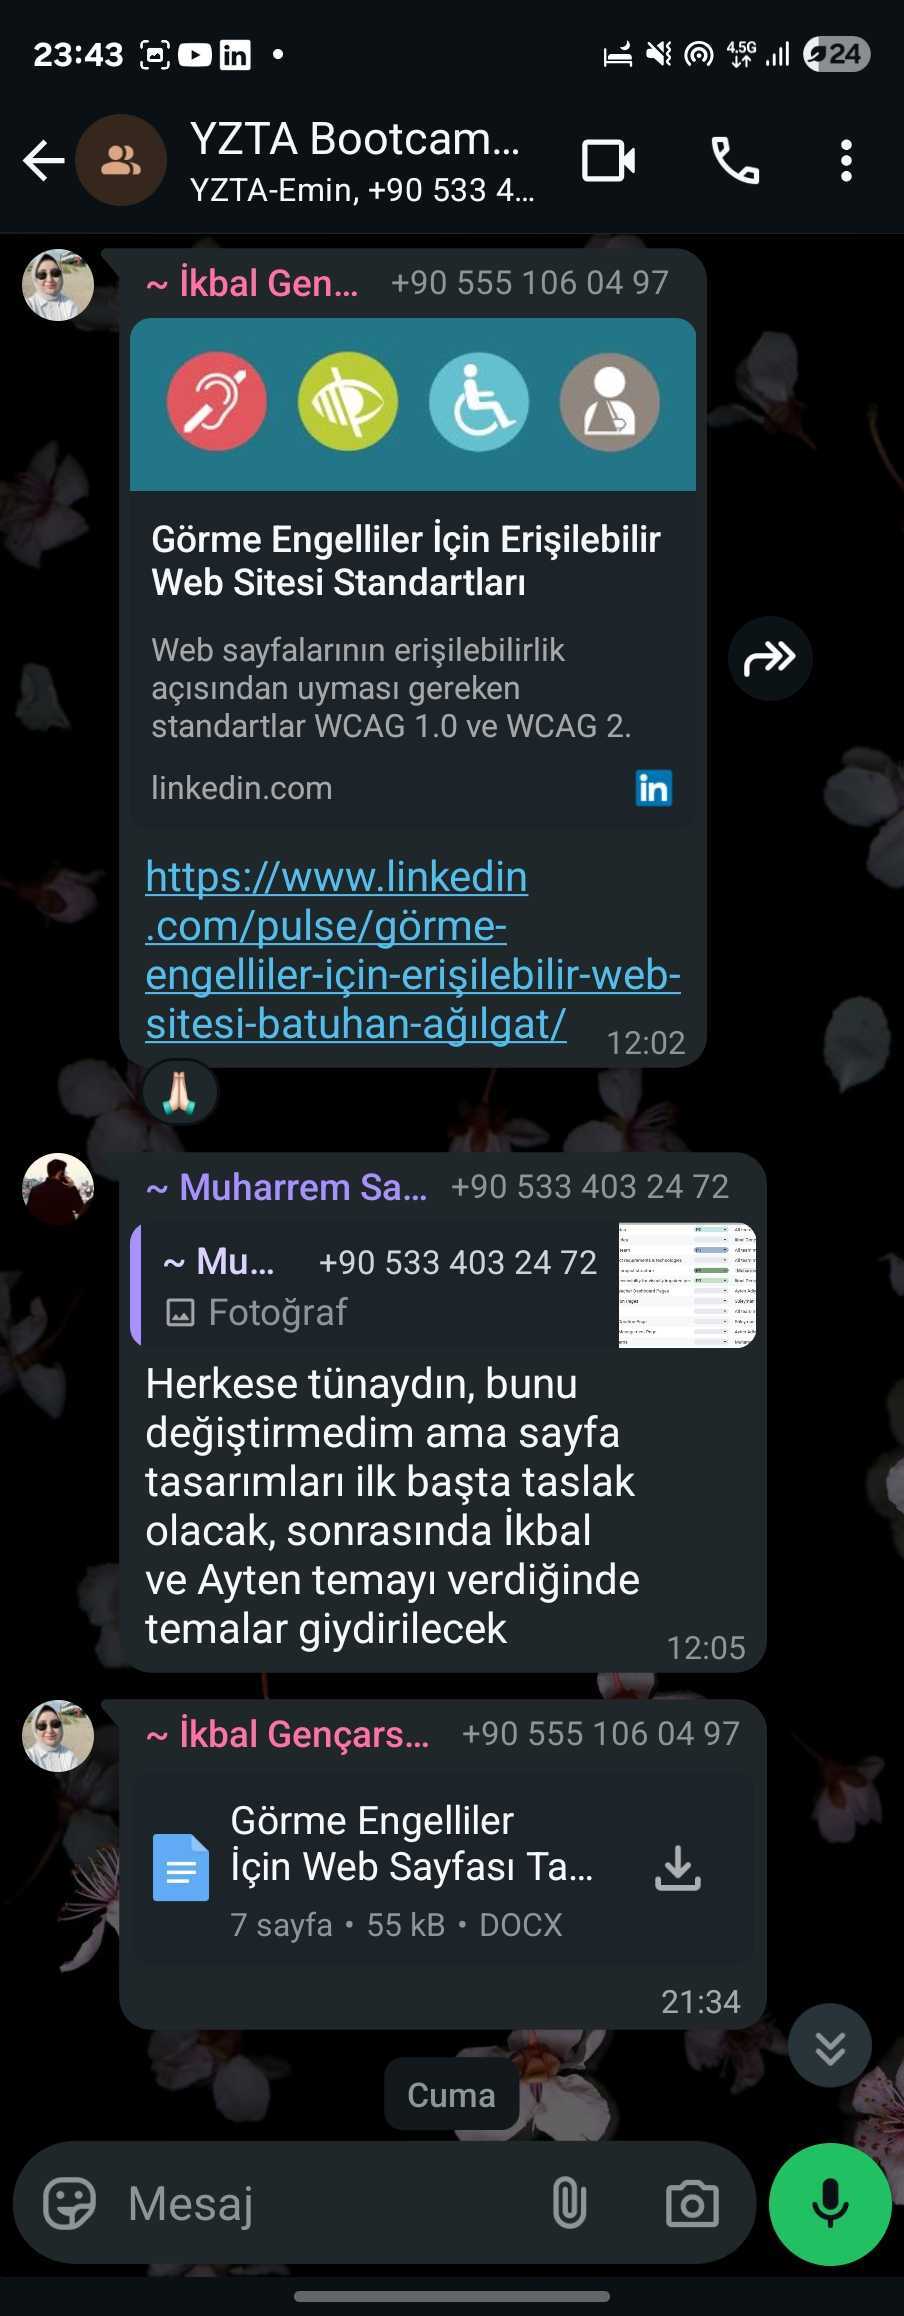 23:43
4.5G
24
YZTA Bootcam...
YZTA-Emin, +90 533 4...
~ İkbal Gen... +90 555 106 04 97
Görme Engelliler İçin Erişilebilir
Web Sitesi Standartları
Web sayfalarının erişilebilirlik
açısından uyması gereken
standartlar WCAG 1.0 ve WCAG 2.
linkedin.com
in
https://www.linkedin
.com/pulse/görme-
engelliler-için-erişilebilir-web-
sitesi-batuhan-ağılgat/
12:02
~ Muharrem Sa... +90 533 403 24 72
~ Mu... +90 533 403 24 72
Fotoğraf
Herkese tünaydın, bunu
değiştirmedim ama sayfa
tasarımları ilk başta taslak
olacak, sonrasında İkbal
ve Ayten temayı verdiğinde
temalar giydirilecek
12:05
~ İkbal Gençars... +90 555 106 04 97
Görme Engelliler
İçin Web Sayfası Ta...
7 sayfa • 55 kB • DOCX
21:34
Cuma
Mesaj